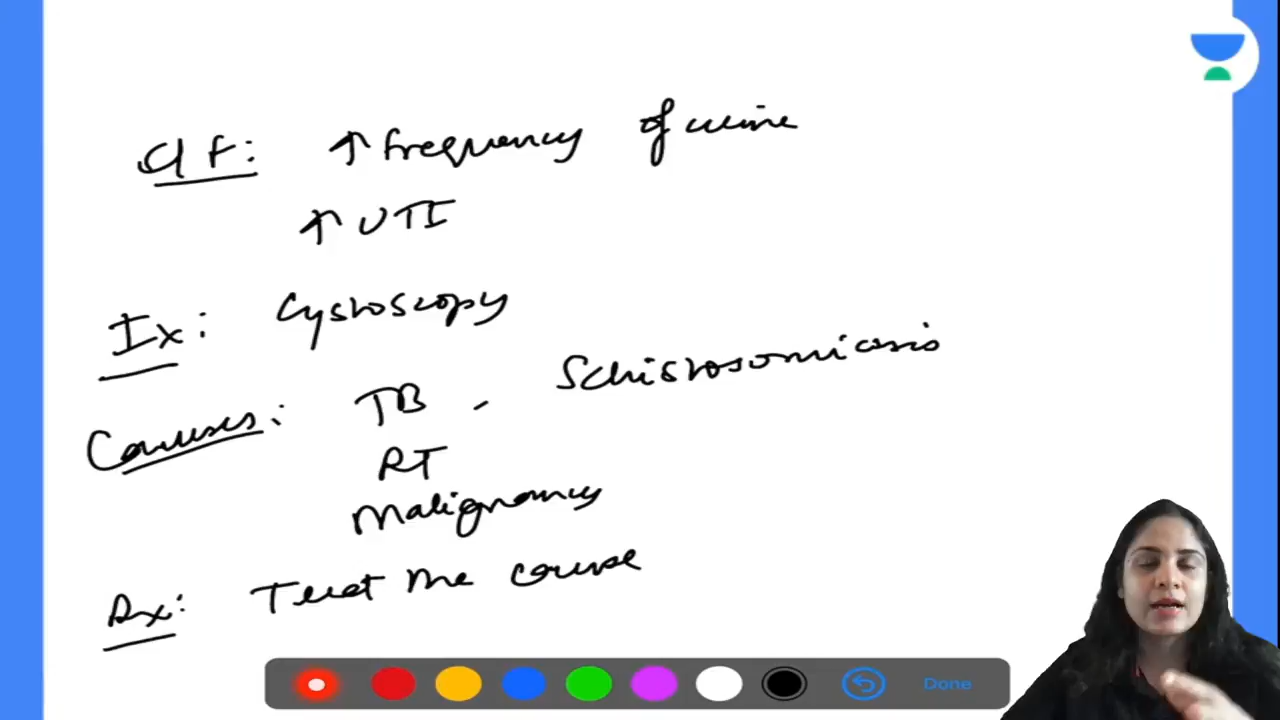 C/F: ↑ frequency of urine
↑ UTI
Ix: Cystoscopy
Causes: TB, Schistosomiasis
RT
Malignancy
Rx: Treat the cause
Done